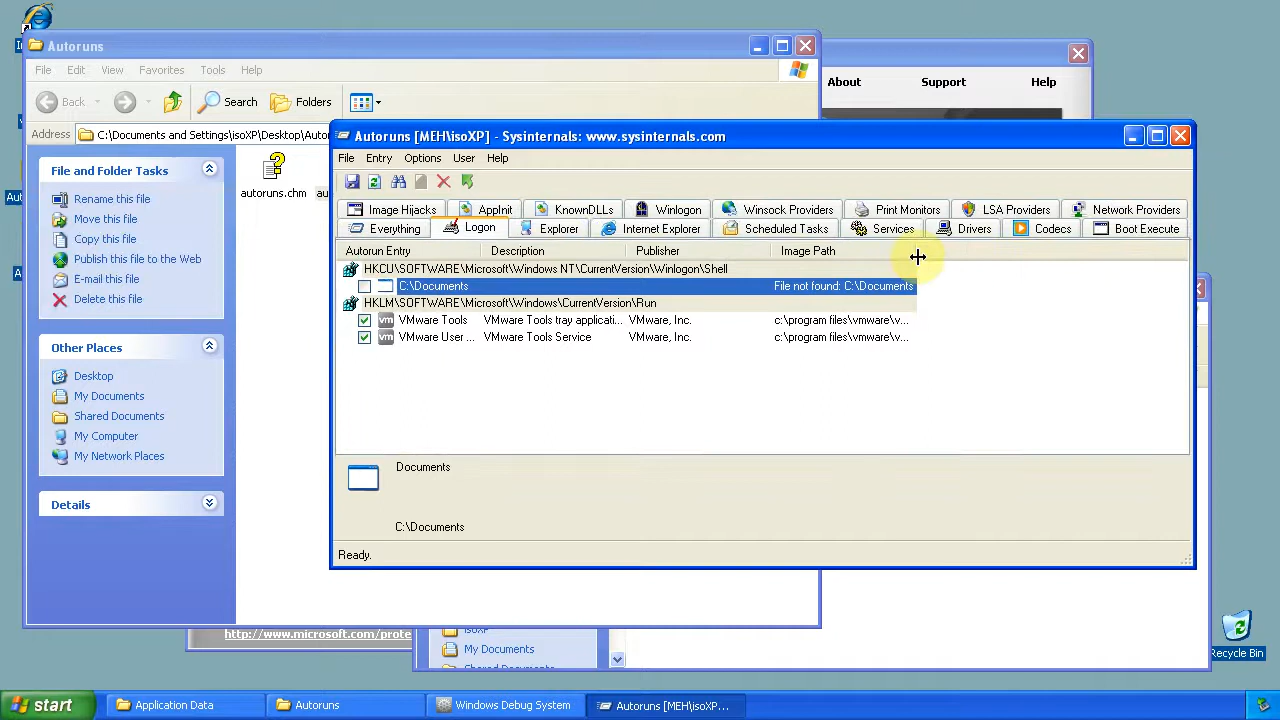 Autoruns
File Edit View Favorites Tools Help
About Support Help
Back Search Folders
Address C:\Documents and Settings\isoXP\Desktop\Auto
File and Folder Tasks
Rename this file
Move this file
Copy this file
Publish this file to the Web
E-mail this file
Delete this file
Other Places
Desktop
My Documents
Shared Documents
My Computer
My Network Places
Details
autoruns.chm
Autoruns [MEH\isoXP] - Sysinternals: www.sysinternals.com
File Entry Options User Help
Image Hijacks AppInit KnownDLLs Winlogon Winsock Providers Print Monitors LSA Providers Network Providers
Everything Logon Explorer Internet Explorer Scheduled Tasks Services Drivers Codecs Boot Execute
Autorun Entry Description Publisher Image Path
HKCU\SOFTWARE\Microsoft\Windows NT\CurrentVersion\Winlogon\Shell
C:\Documents File not found: C:\Documents
HKLM\SOFTWARE\Microsoft\Windows\CurrentVersion\Run
VMware Tools VMware Tools tray applicati... VMware, Inc. c:\program files\vmware\v...
VMware User ... VMware Tools Service VMware, Inc. c:\program files\vmware\v...
Documents
C:\Documents
Ready.
http://www.microsoft.com/prote
isoXP
My Documents
Shared Documents
Recycle Bin
start Application Data Autoruns Windows Debug System Autoruns [MEH\isoXP...